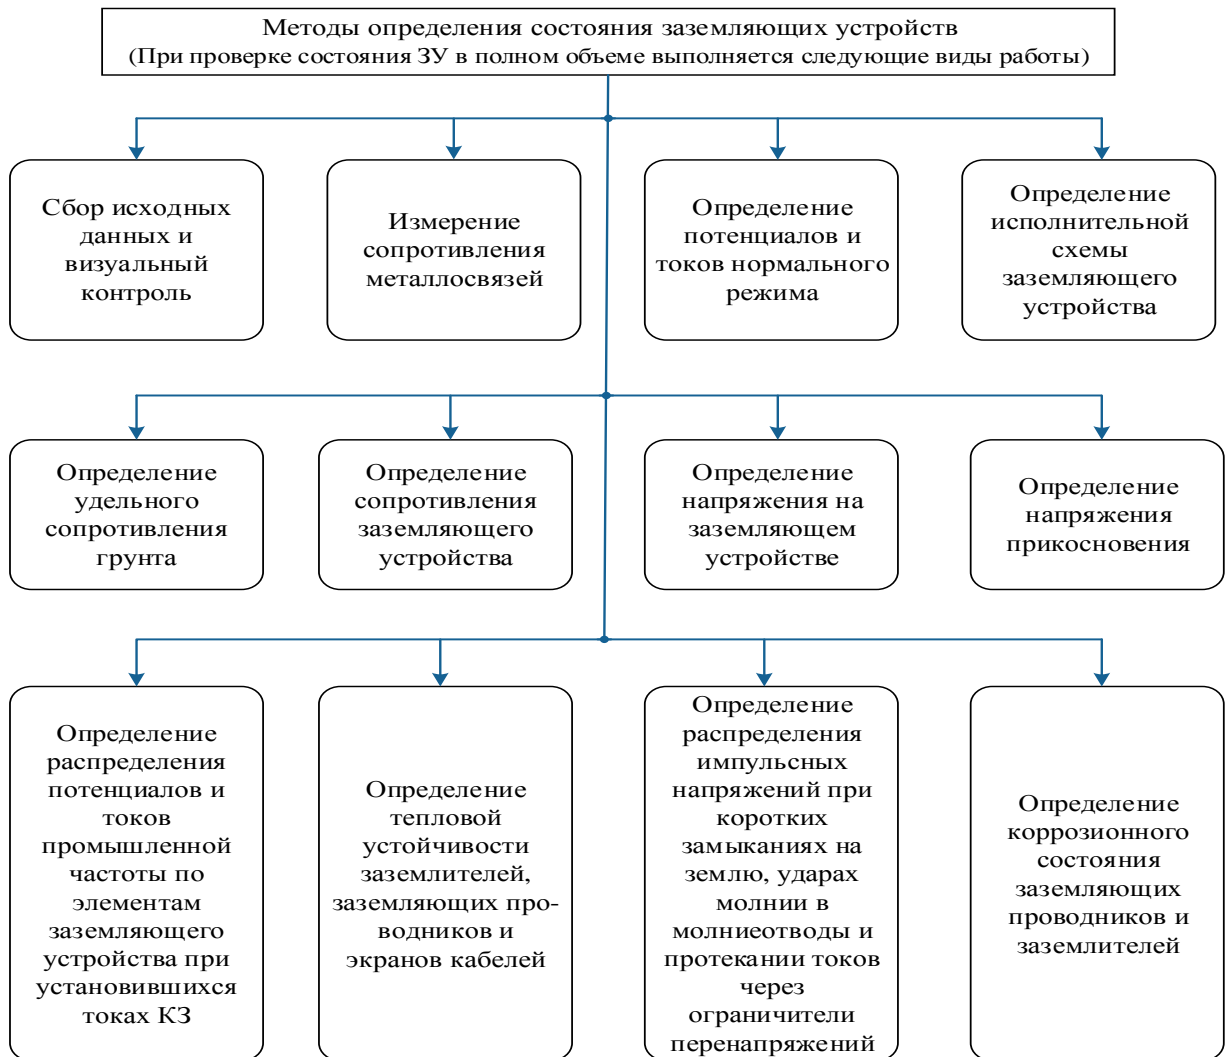 Методы определения состояния заземляющих устройств
(При проверке состояния ЗУ в полном объеме выполняется следующие виды работы)
Сбор исходных
данных и
визуальный
контроль
Измерение
сопротивления
металлосвязей
Определение
потенциалов и
токов нормального
режима
Определение
исполнительной
схемы
заземляющего
устройства
Определение
удельного
сопротивления
грунта
Определение
сопротивления
заземляющего
устройства
Определение
напряжения на
заземляющем
устройстве
Определение
напряжения
прикосновения
Определение
распределения
потенциалов и
токов
промышленной
частоты по
элементам
заземляющего
устройства при
установившихся
токах КЗ
Определение
тепловой
устойчивости
заземлителей,
заземляющих про-
водников и
экранов кабелей
Определение
распределения
импульсных
напряжений при
коротких
замыканиях на
землю, ударах
молнии в
молниеотводы и
протекании токов
через
ограничители
перенапряжений
Определение
коррозионного
состояния
заземляющих
проводников и
заземлителей